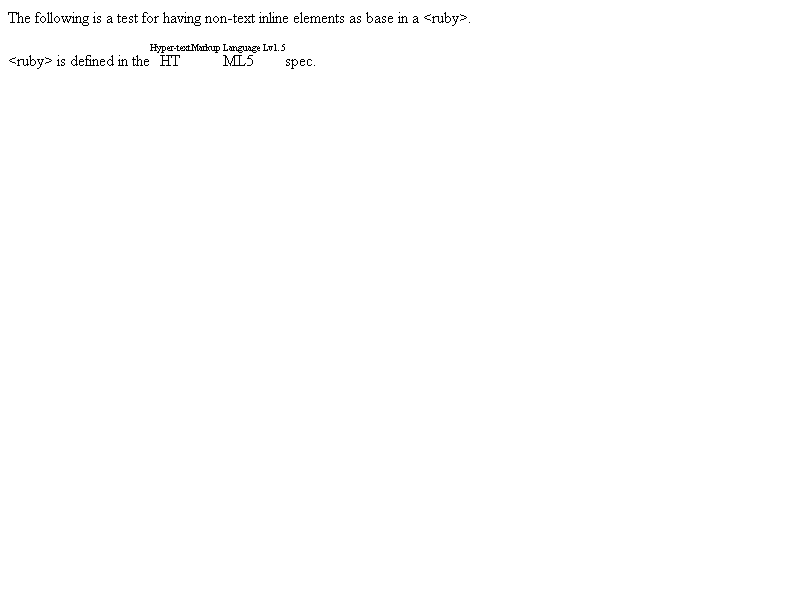 The following is a test for having non-text inline elements as base in a <ruby>.
Hyper-textMarkup Language Lv1.5
<ruby> is defined in the HT ML5 spec.